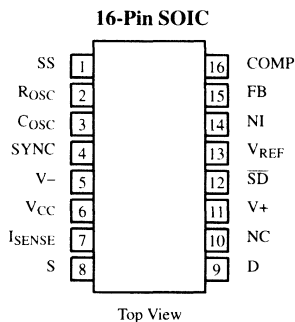 16-Pin SOIC
SS 1 16 COMP
ROSC 2 15 FB
COSC 3 14 NI
SYNC 4 13 VREF
V– 5 12 S̅D̅
VCC 6 11 V+
ISENSE 7 10 NC
S 8 9 D
Top View